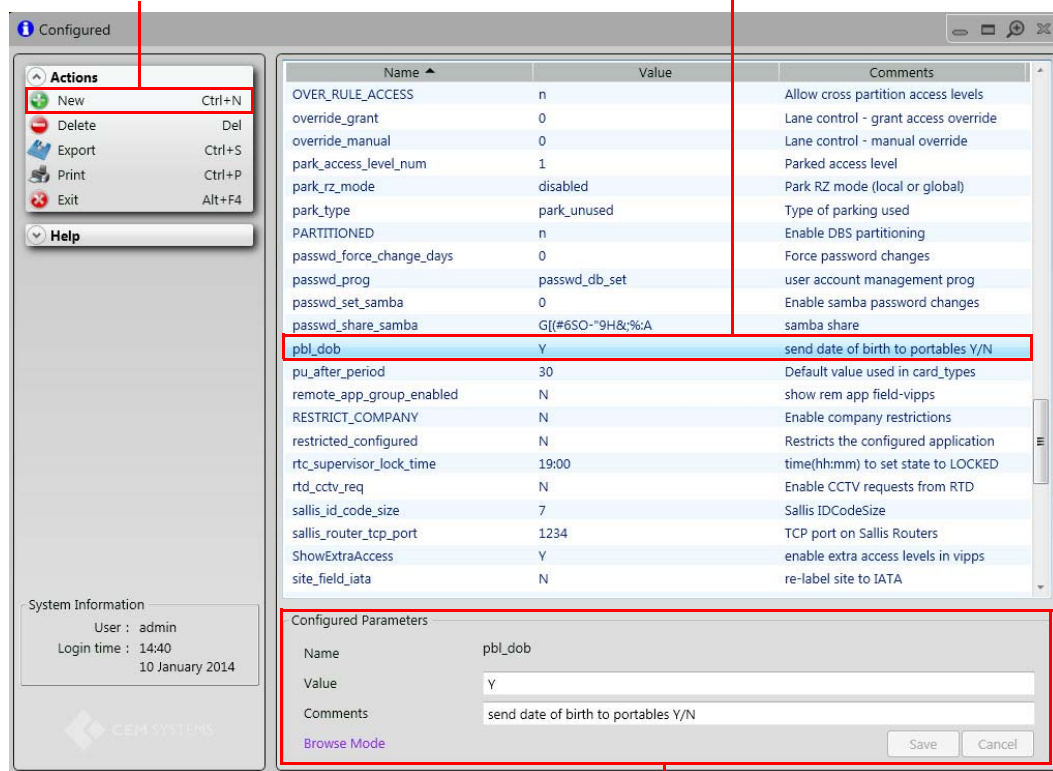 Configured
Actions
New Ctrl+N
Delete Del
Export Ctrl+S
Print Ctrl+P
Exit Alt+F4
Help
System Information
User : admin
Login time : 14:40
10 January 2014
CEM SYSTEMS
Name Value Comments
OVER_RULE_ACCESS n Allow cross partition access levels
override_grant 0 Lane control - grant access override
override_manual 0 Lane control - manual override
park_access_level_num 1 Parked access level
park_rz_mode disabled Park RZ mode (local or global)
park_type park_unused Type of parking used
PARTITIONED n Enable DBS partitioning
passwd_force_change_days 0 Force password changes
passwd_prog passwd_db_set user account management prog
passwd_set_samba 0 Enable samba password changes
passwd_share_samba G[(#6SO-"9H&;%:A samba share
pbl_dob Y send date of birth to portables Y/N
pu_after_period 30 Default value used in card_types
remote_app_group_enabled N show rem app field-vipps
RESTRICT_COMPANY N Enable company restrictions
restricted_configured N Restricts the configured application
rtc_supervisor_lock_time 19:00 time(hh:mm) to set state to LOCKED
rtd_cctv_req N Enable CCTV requests from RTD
sallis_id_code_size 7 Sallis IDCodeSize
sallis_router_tcp_port 1234 TCP port on Sallis Routers
ShowExtraAccess Y enable extra access levels in vipps
site_field_iata N re-label site to IATA
Configured Parameters
Name pbl_dob
Value Y
Comments send date of birth to portables Y/N
Browse Mode Save Cancel